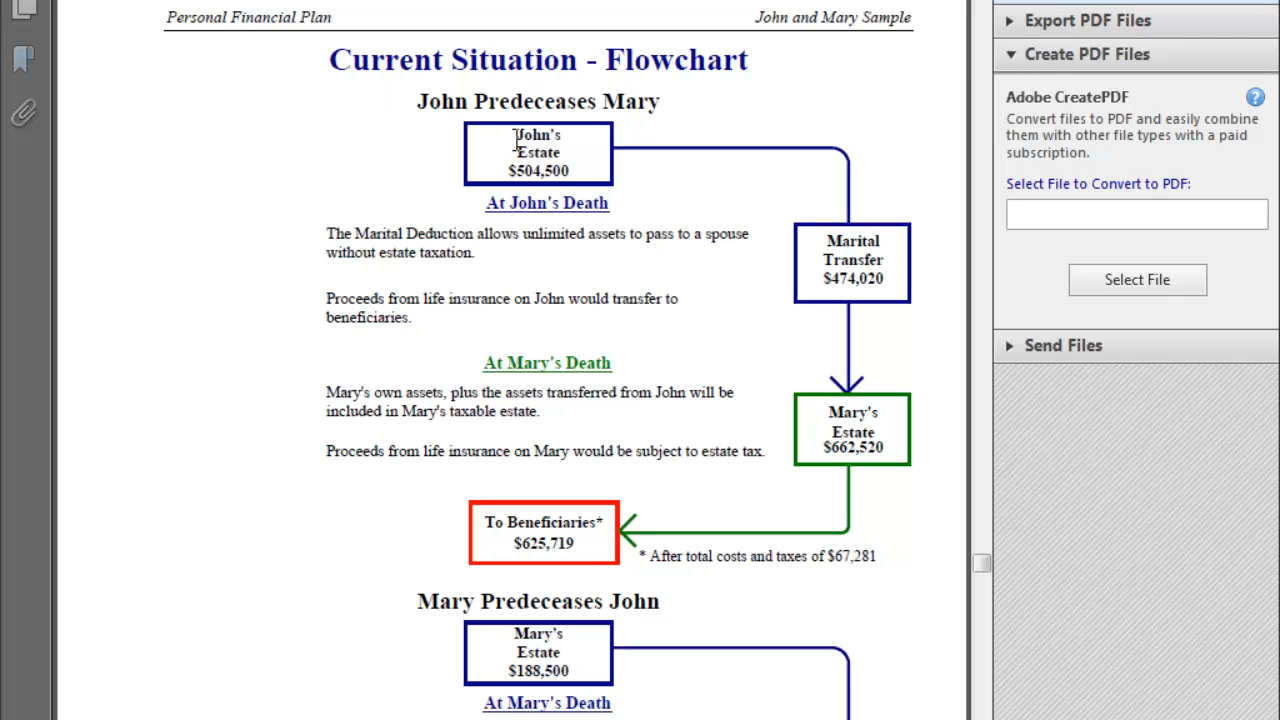 Personal Financial Plan
John and Mary Sample
Current Situation - Flowchart
John Predeceases Mary
John's
Estate
$504,500
At John's Death
The Marital Deduction allows unlimited assets to pass to a spouse
without estate taxation.
Marital
Transfer
$474,020
Proceeds from life insurance on John would transfer to
beneficiaries.
At Mary's Death
Mary's own assets, plus the assets transferred from John will be
included in Mary's taxable estate.
Mary's
Estate
$662,520
Proceeds from life insurance on Mary would be subject to estate tax.
To Beneficiaries*
$625,719
* After total costs and taxes of $67,281
Mary Predeceases John
Mary's
Estate
$188,500
At Mary's Death
Export PDF Files
Create PDF Files
Adobe CreatePDF
?
Convert files to PDF and easily combine
them with other file types with a paid
subscription.
Select File to Convert to PDF:
Select File
Send Files